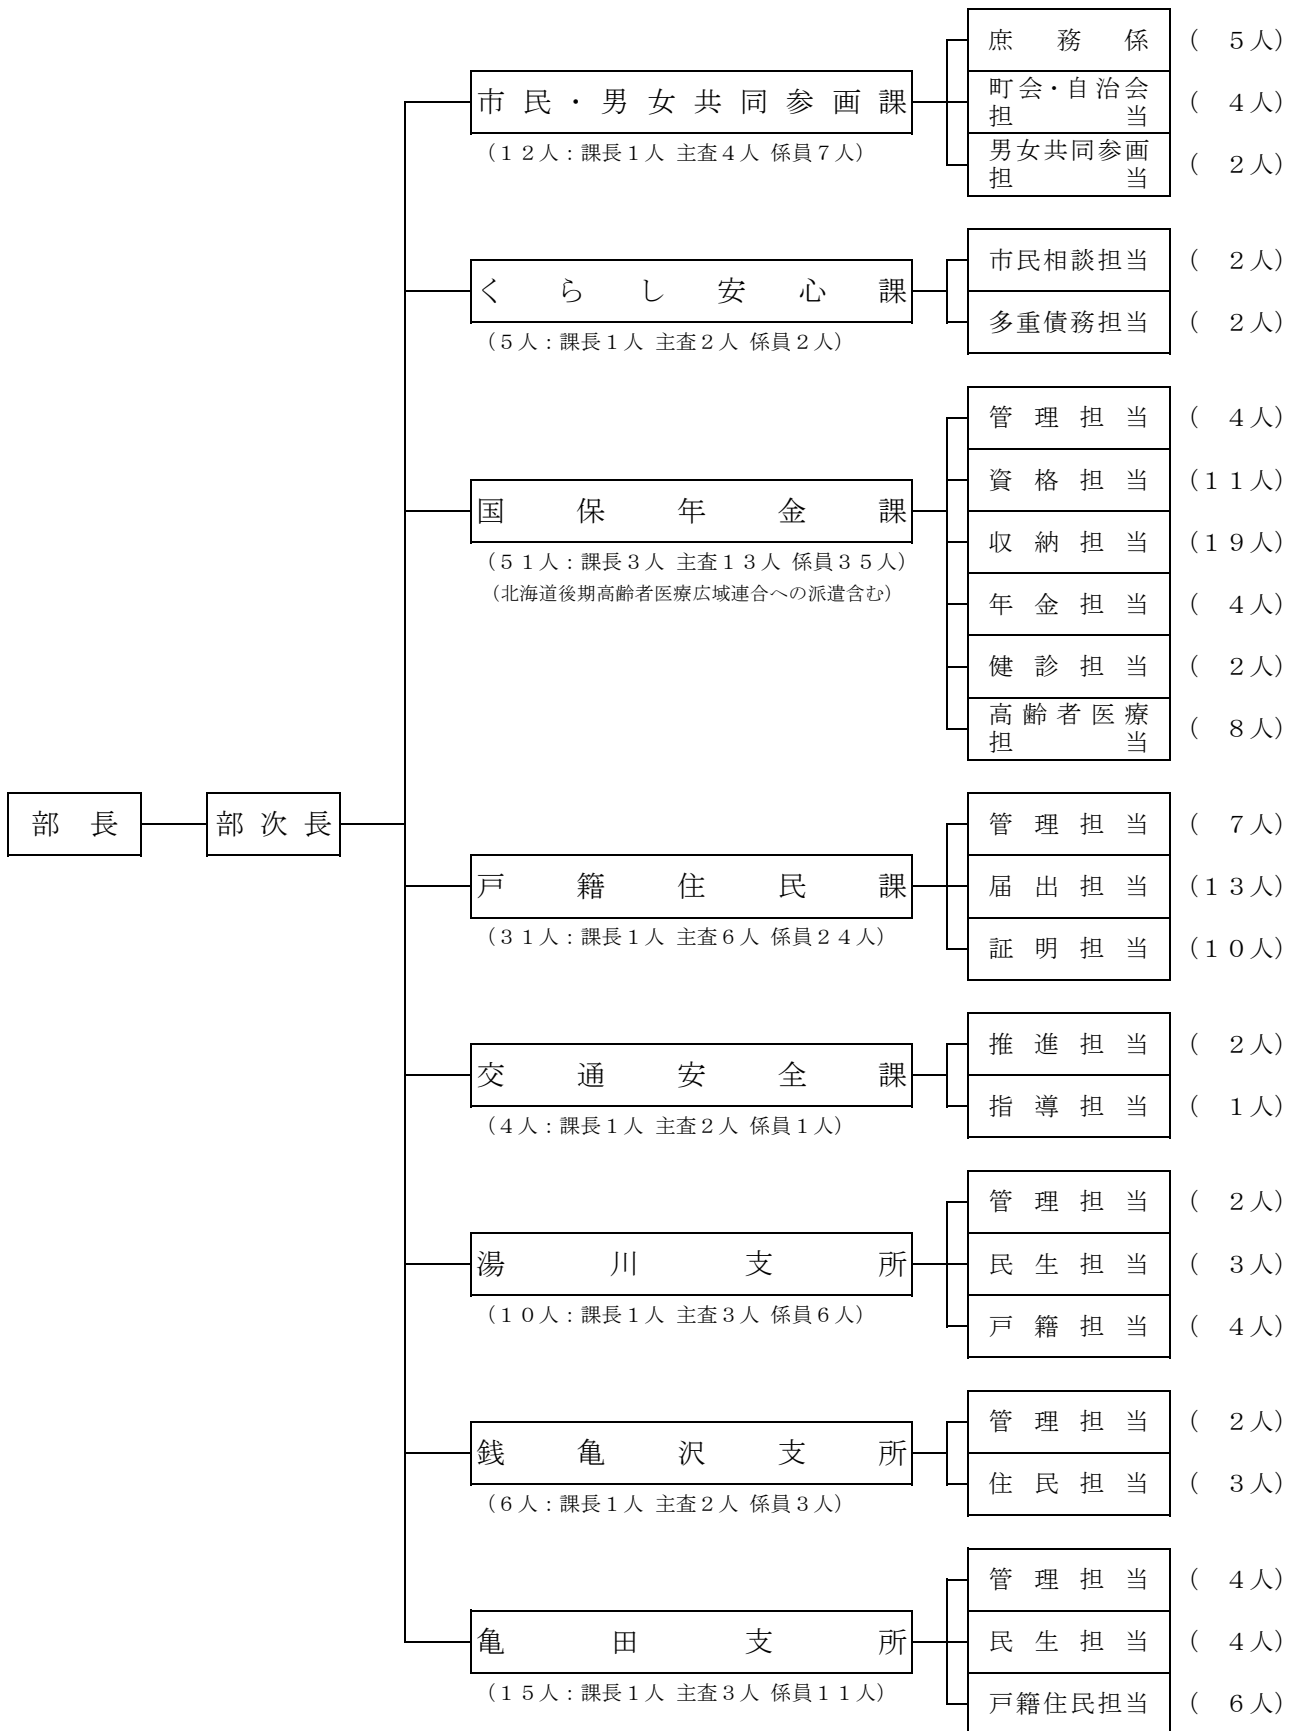 部長
部次長
市民・男女共同参画課
（１２人：課長１人 主査４人 係員７人）
庶務係
（　５人）
町会・自治会
担当
（　４人）
男女共同参画
担当
（　２人）
くらし安心課
（５人：課長１人 主査２人 係員２人）
市民相談担当
（　２人）
多重債務担当
（　２人）
国保年金課
（５１人：課長３人 主査１３人 係員３５人）
（北海道後期高齢者医療広域連合への派遣含む）
管理担当
（　４人）
資格担当
（１１人）
収納担当
（１９人）
年金担当
（　４人）
健診担当
（　２人）
高齢者医療
担当
（　８人）
戸籍住民課
（３１人：課長１人 主査６人 係員２４人）
管理担当
（　７人）
届出担当
（１３人）
証明担当
（１０人）
交通安全課
（４人：課長１人 主査２人 係員１人）
推進担当
（　２人）
指導担当
（　１人）
湯川支所
（１０人：課長１人 主査３人 係員６人）
管理担当
（　２人）
民生担当
（　３人）
戸籍担当
（　４人）
銭亀沢支所
（６人：課長１人 主査２人 係員３人）
管理担当
（　２人）
住民担当
（　３人）
亀田支所
（１５人：課長１人 主査３人 係員１１人）
管理担当
（　４人）
民生担当
（　４人）
戸籍住民担当
（　６人）